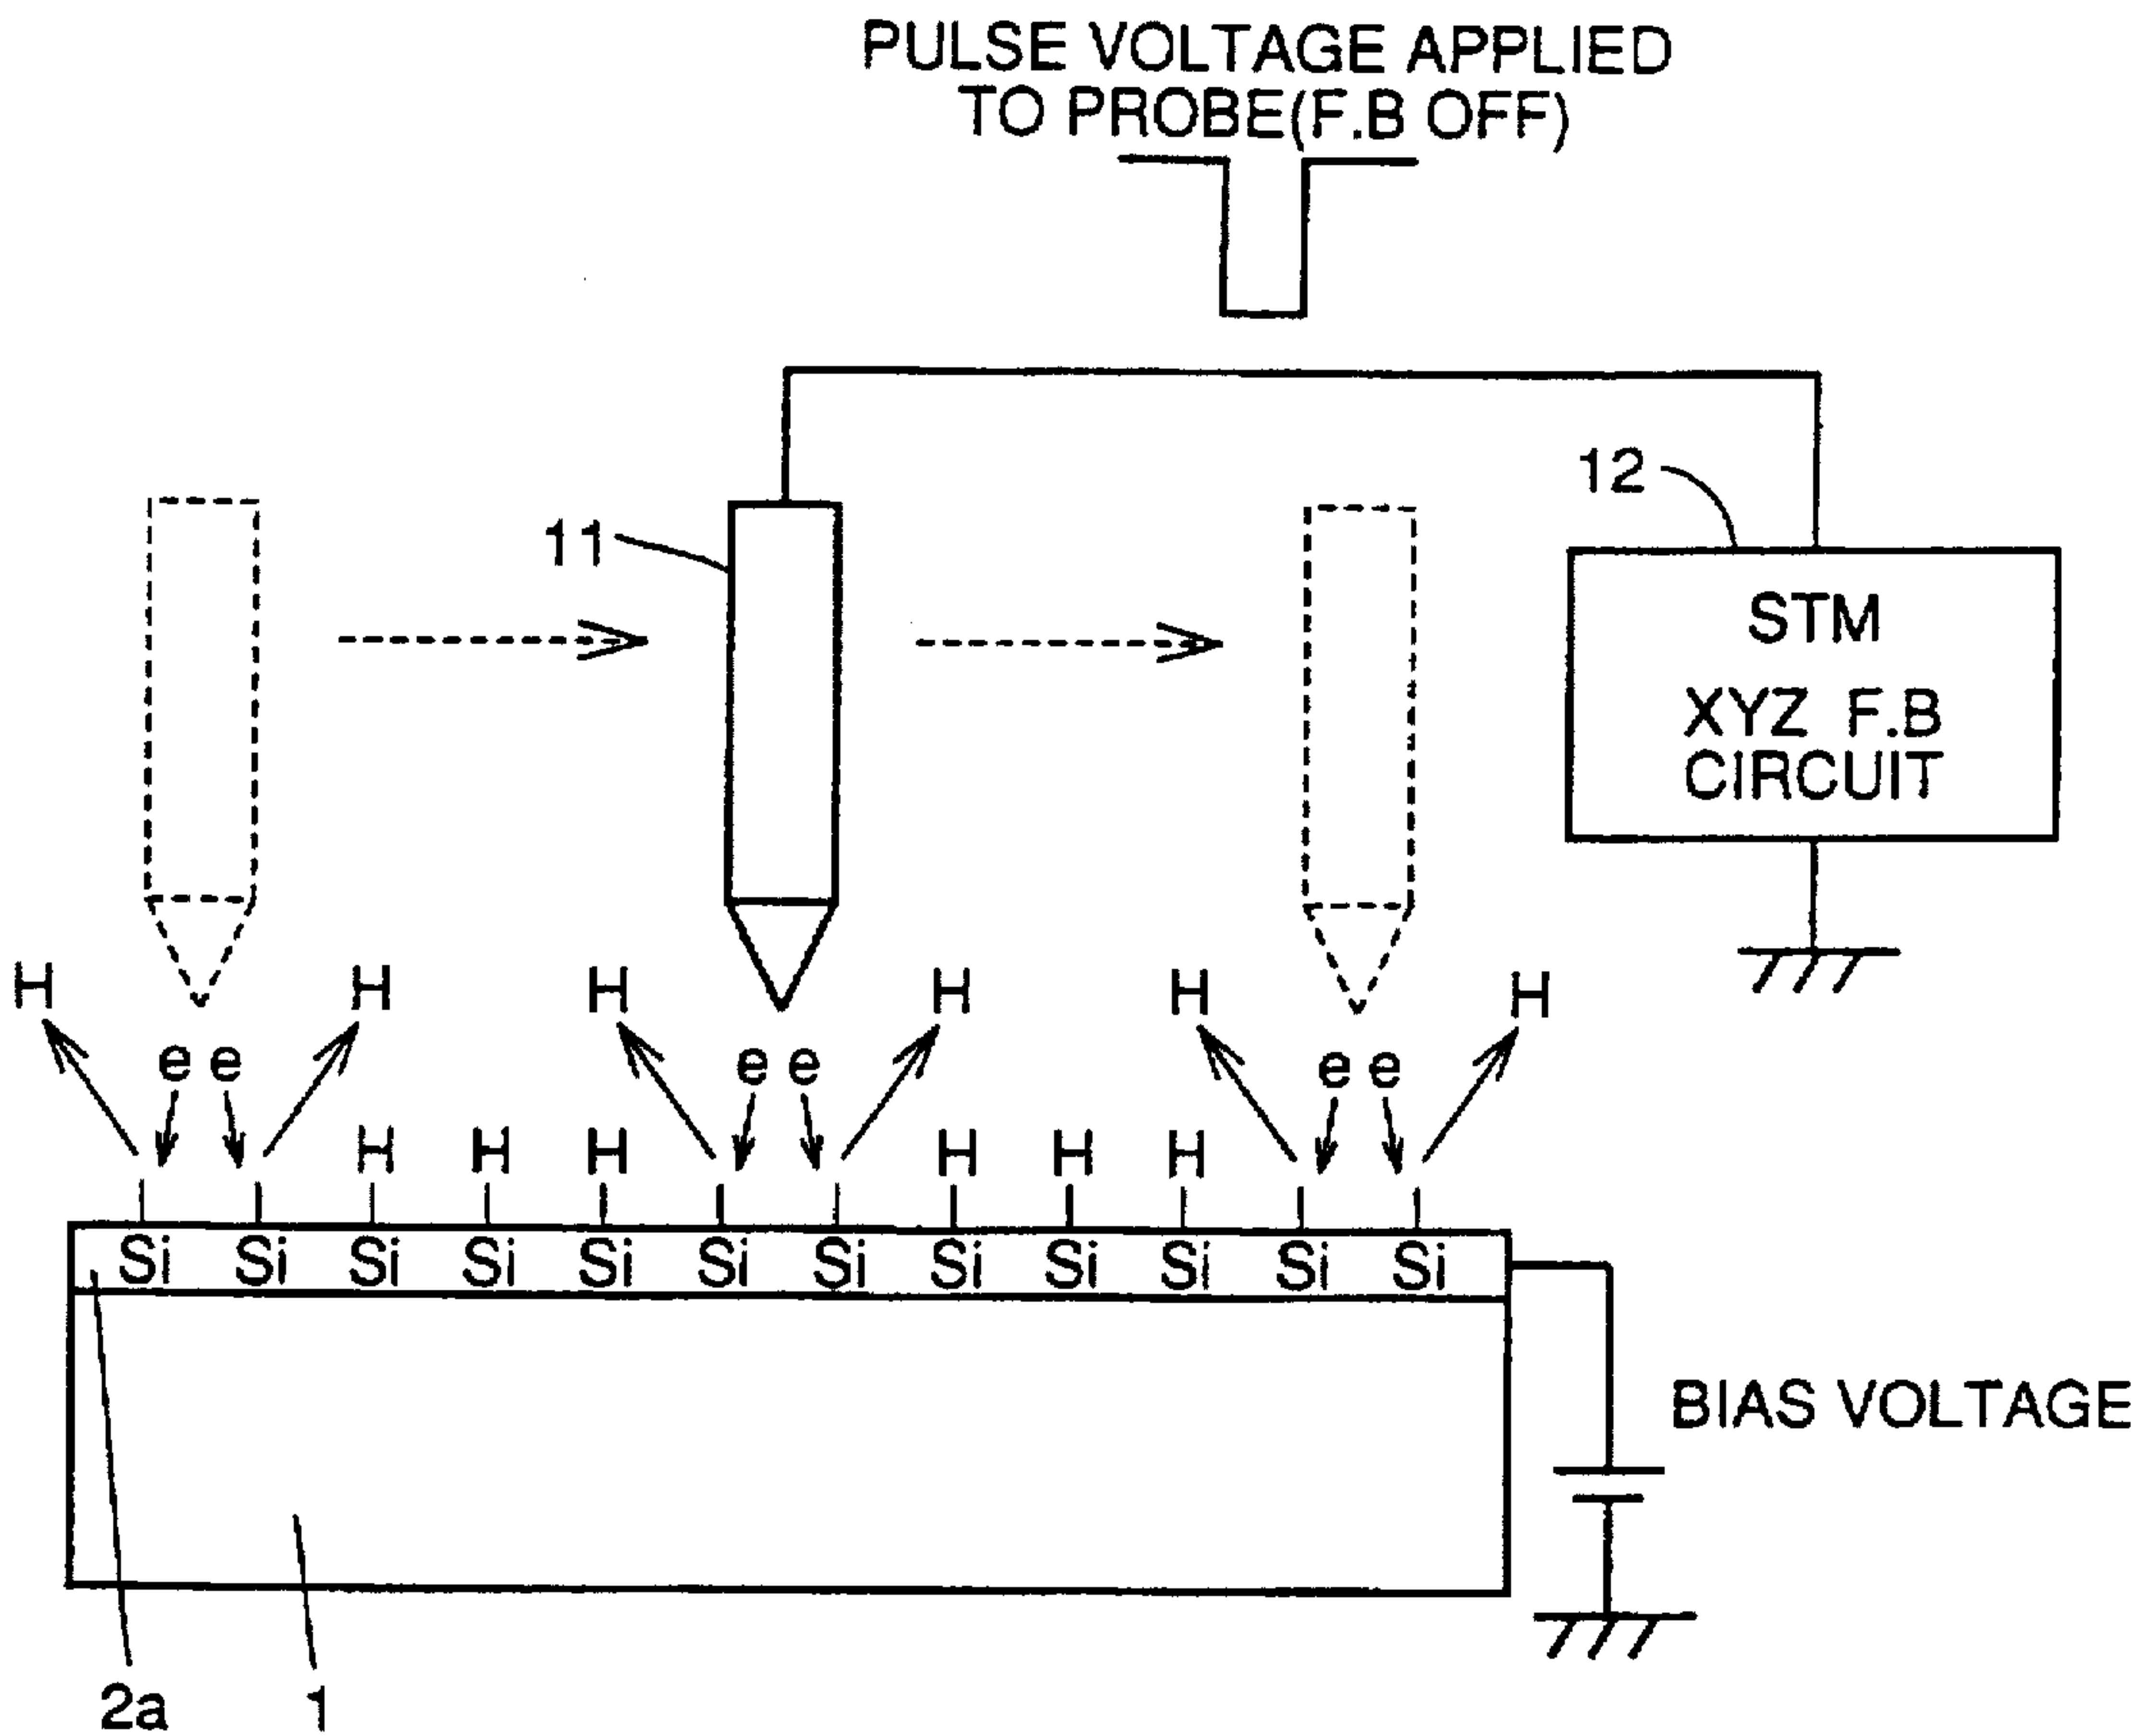 PULSE VOLTAGE APPLIED
TO PROBE(F.B OFF)
12
11
STM
XYZ F.B
CIRCUIT
H H H H H H
e e e e e e
H H H H H H
Si Si Si Si Si Si Si Si Si Si Si Si
BIAS VOLTAGE
2a 1